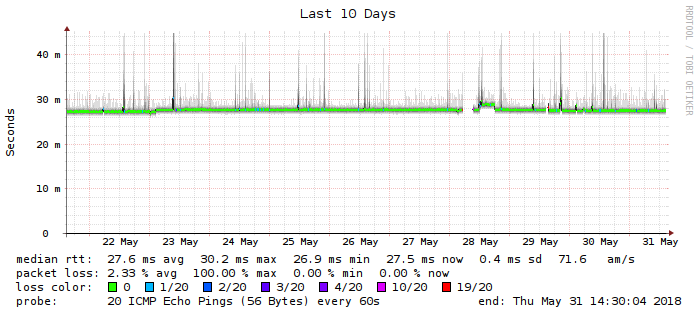 Last 10 Days
RRDTOOL / TOBI OETIKER
Seconds
40 m
30 m
20 m
10 m
0
22 May 23 May 24 May 25 May 26 May 27 May 28 May 29 May 30 May 31 May
median rtt: 27.6 ms avg 30.2 ms max 26.9 ms min 27.5 ms now 0.4 ms sd 71.6 am/s
packet loss: 2.33 % avg 100.00 % max 0.00 % min 0.00 % now
loss color: 0 1/20 2/20 3/20 4/20 10/20 19/20
probe: 20 ICMP Echo Pings (56 Bytes) every 60s end: Thu May 31 14:30:04 2018